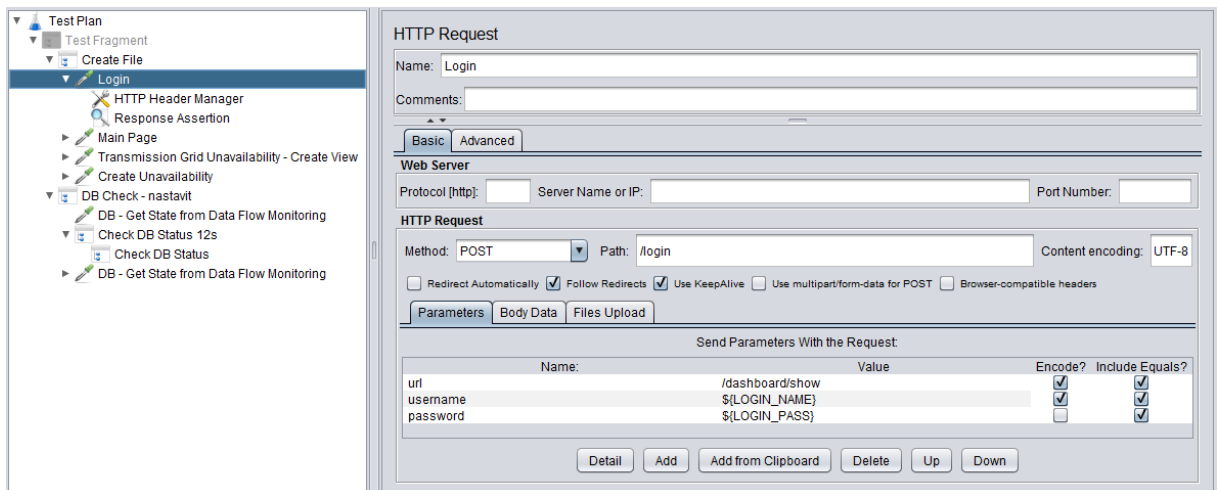 Test Plan
Test Fragment
Create File
Login
HTTP Header Manager
Response Assertion
Main Page
Transmission Grid Unavailability - Create View
Create Unavailability
DB Check - nastavit
DB - Get State from Data Flow Monitoring
Check DB Status 12s
Check DB Status
DB - Get State from Data Flow Monitoring
HTTP Request
Name: Login
Comments:
Basic Advanced
Web Server
Protocol [http]: Server Name or IP: Port Number:
HTTP Request
Method: POST Path: /login Content encoding: UTF-8
Redirect Automatically Follow Redirects Use KeepAlive Use multipart/form-data for POST Browser-compatible headers
Parameters Body Data Files Upload
Send Parameters With the Request:
Name: Value Encode? Include Equals?
url /dashboard/show
username ${LOGIN_NAME}
password ${LOGIN_PASS}
Detail Add Add from Clipboard Delete Up Down